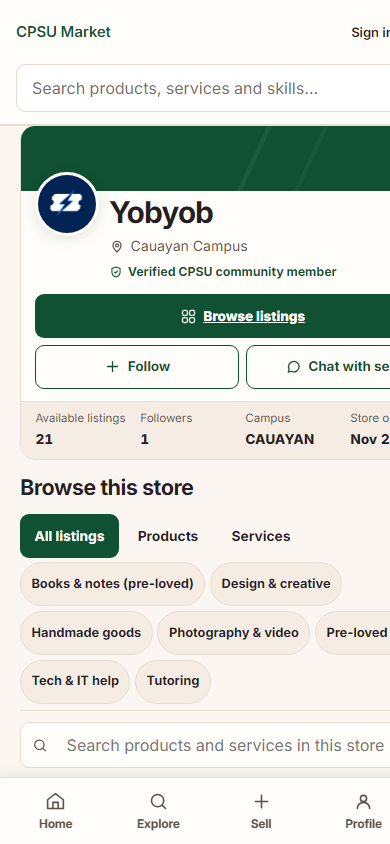 CPSU Market
Sign in
Search products, services and skills...
Yobyob
Cauayan Campus
Verified CPSU community member
Browse listings
Follow
Chat with se
Available listings Followers Campus Store o
21 1 CAUAYAN Nov 2
Browse this store
All listings Products Services
Books & notes (pre-loved) Design & creative
Handmade goods Photography & video Pre-loved
Tech & IT help Tutoring
Search products and services in this store
Home Explore Sell Profile